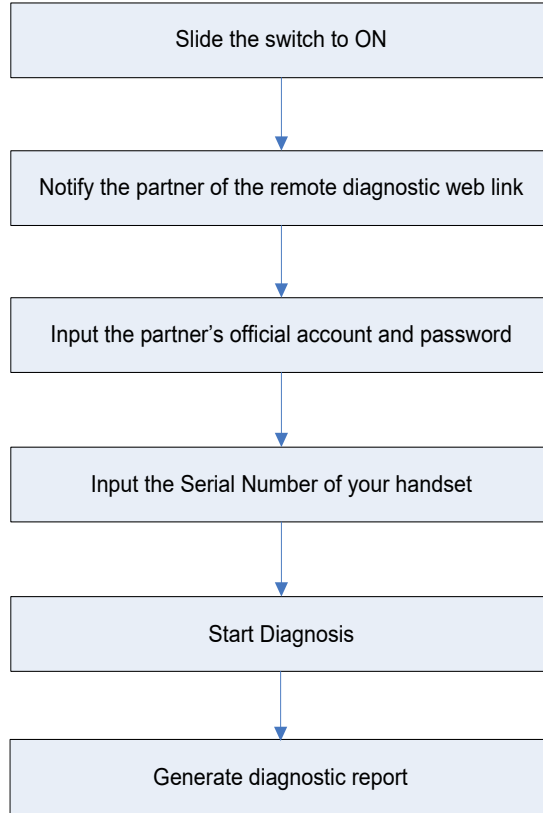 Slide the switch to ON
Notify the partner of the remote diagnostic web link
Input the partner’s official account and password
Input the Serial Number of your handset
Start Diagnosis
Generate diagnostic report